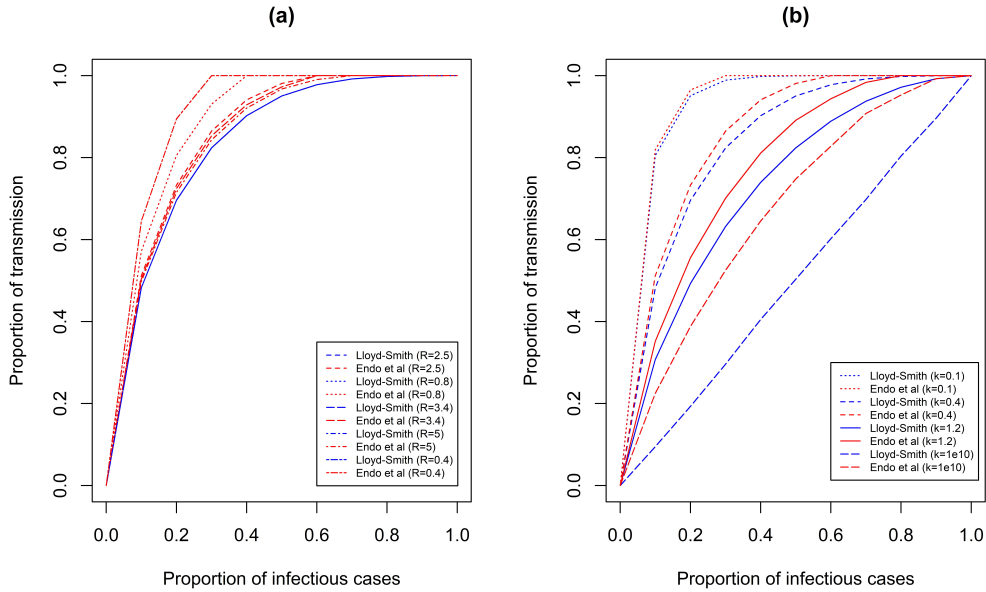 (a)
Proportion of transmission
1.0
0.8
0.6
0.4
0.2
0.0
Lloyd-Smith (R=2.5)
Endo et al (R=2.5)
Lloyd-Smith (R=0.8)
Endo et al (R=0.8)
Lloyd-Smith (R=3.4)
Endo et al (R=3.4)
Lloyd-Smith (R=5)
Endo et al (R=5)
Lloyd-Smith (R=0.4)
Endo et al (R=0.4)
0.0 0.2 0.4 0.6 0.8 1.0
Proportion of infectious cases
(b)
Proportion of transmission
1.0
0.8
0.6
0.4
0.2
0.0
Lloyd-Smith (k=0.1)
Endo et al (k=0.1)
Lloyd-Smith (k=0.4)
Endo et al (k=0.4)
Lloyd-Smith (k=1.2)
Endo et al (k=1.2)
Lloyd-Smith (k=1e10)
Endo et al (k=1e10)
0.0 0.2 0.4 0.6 0.8 1.0
Proportion of infectious cases